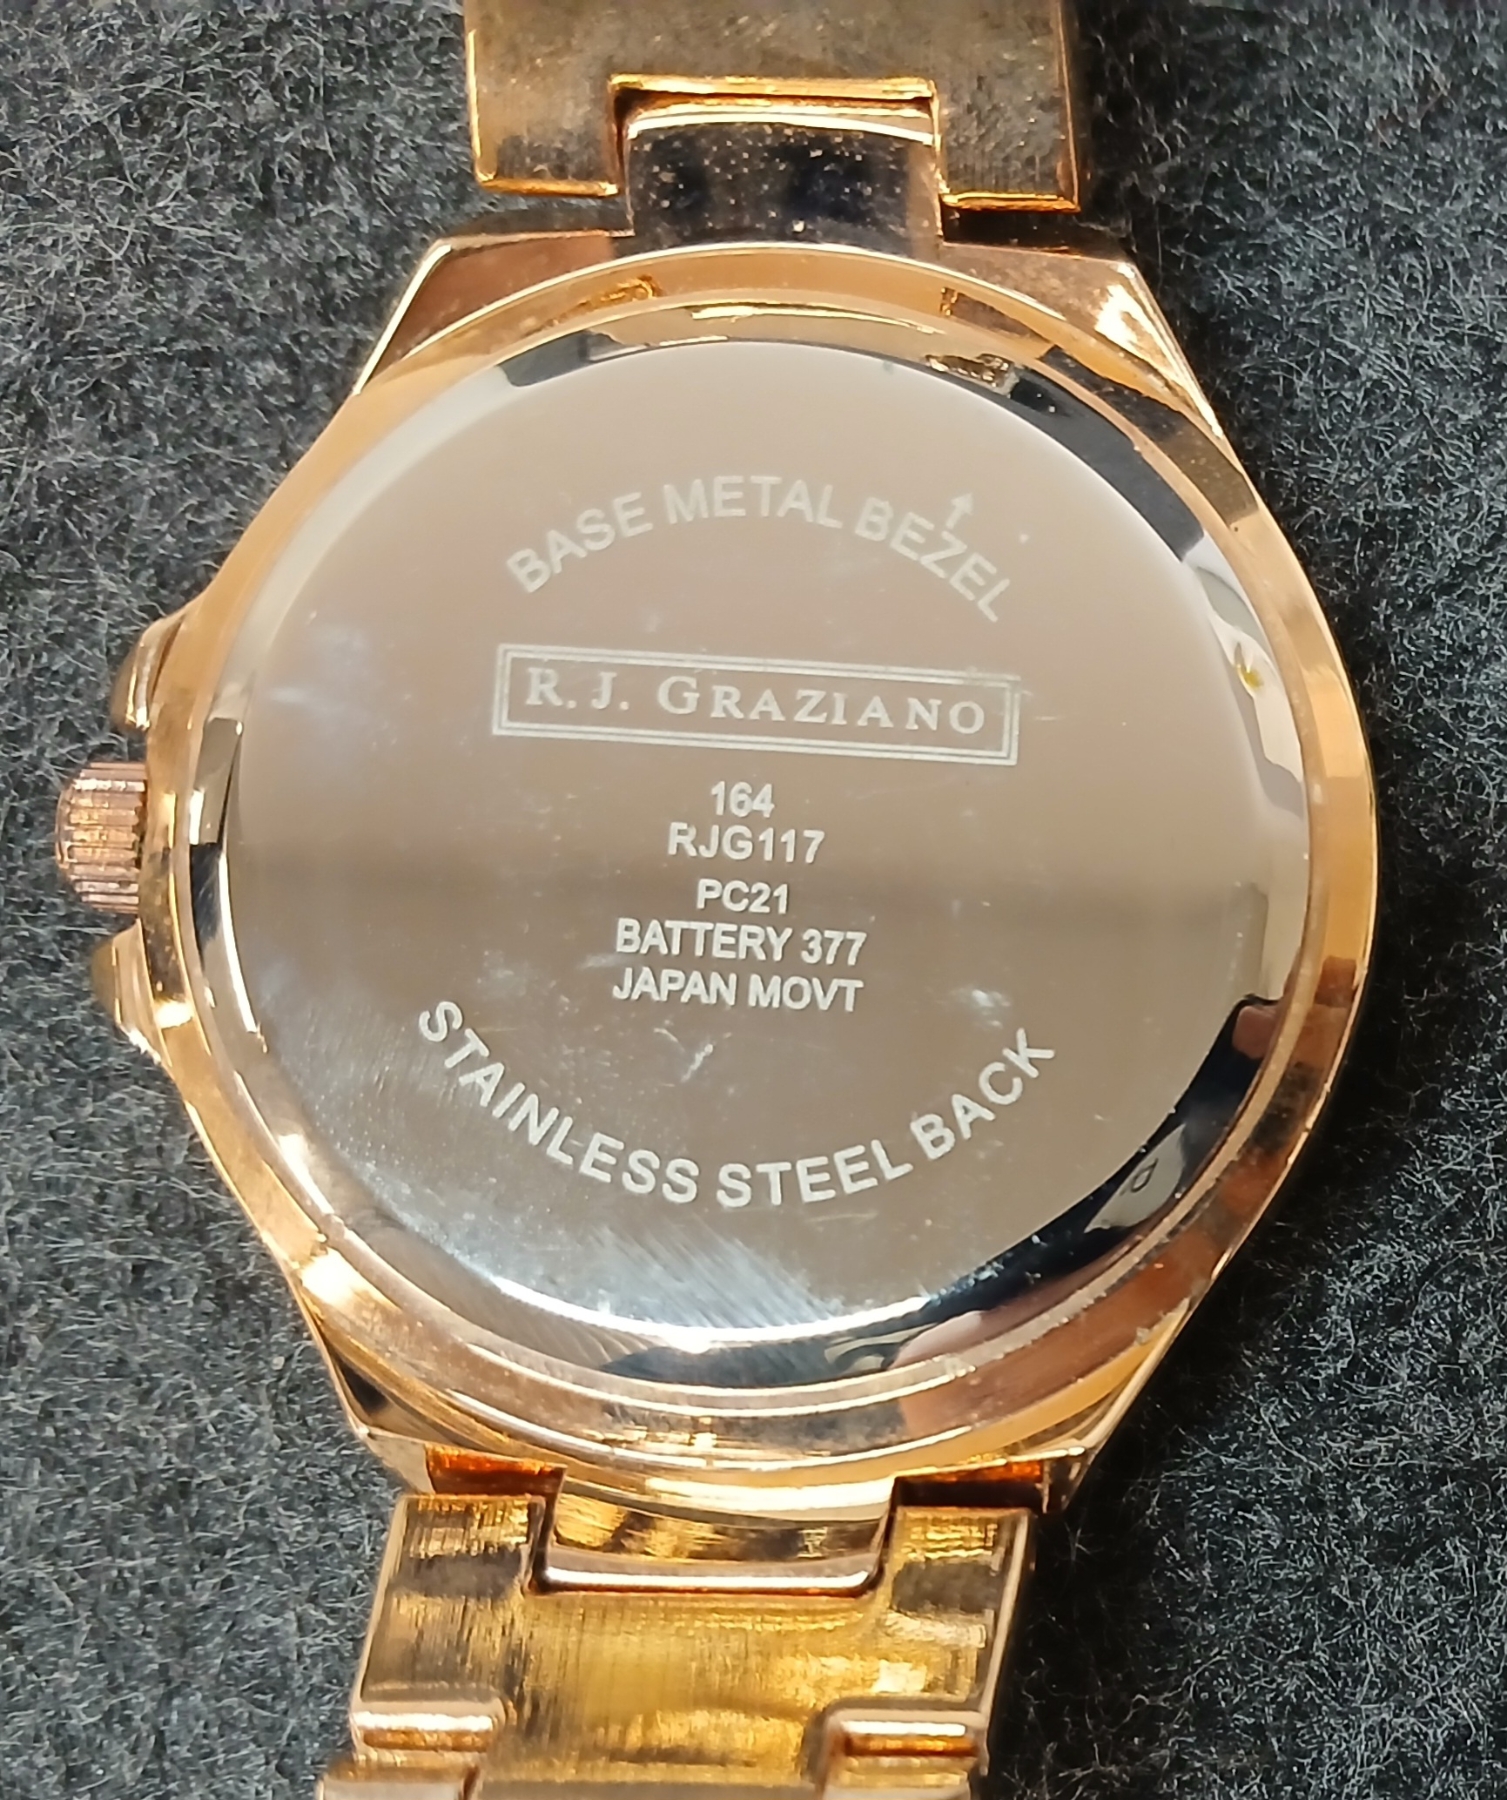 BASE METAL BEZEL
R.J. GRAZIANO
164
RJG117
PC21
BATTERY 377
JAPAN MOVT
STAINLESS STEEL BACK